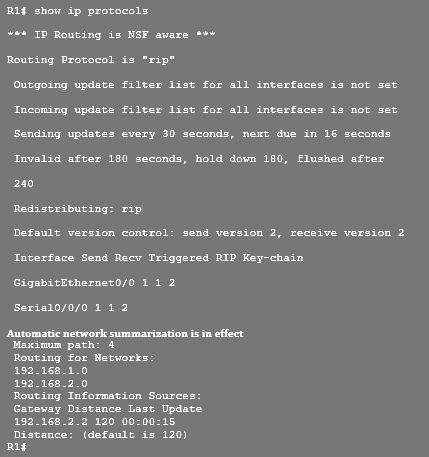 R1# show ip protocols
*** IP Routing is NSF aware ***
Routing Protocol is "rip"
Outgoing update filter list for all interfaces is not set
Incoming update filter list for all interfaces is not set
Sending updates every 30 seconds, next due in 16 seconds
Invalid after 180 seconds, hold down 180, flushed after
240
Redistributing: rip
Default version control: send version 2, receive version 2
Interface Send Recv Triggered RIP Key-chain
GigabitEthernet0/0 1 1 2
Serial0/0/0 1 1 2
Automatic network summarization is in effect
Maximum path: 4
Routing for Networks:
192.168.1.0
192.168.2.0
Routing Information Sources:
Gateway Distance Last Update
192.168.2.2 120 00:00:15
Distance: (default is 120)
R1#